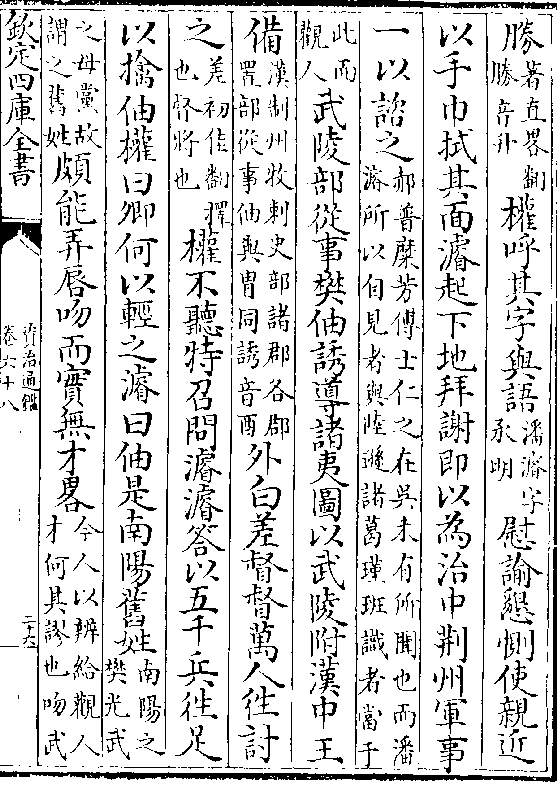 勝著直畧翻勝音升權呼其字與語潘濬字承明慰諭懇惻使親近
以手巾拭其面濬起下地拜謝即以為治中荆州軍事
一以諮之郝普糜芳傅士仁之在吳未有所聞也而潘濬所以自見者與陸遜諸葛瑾班識者當于
此而觀人武陵部從事樊伷誘導諸夷圖以武陵附漢中王
備漢制州牧刺史部諸郡各郡置部從事伷與胄同誘音酉外白差督督萬人往討
之差初佳翻擇也督將也權不聽特召問濬濬答以五千兵往足
以擒伷權曰卿何以輕之濬曰伷是南陽舊姓南陽之樊光武
之母黨故謂之舊姓頗能弄唇吻而實無才畧今人以辨給觀人才何其謬也吻武
欽定四庫全書
資治通鑑
卷六十八
二十六